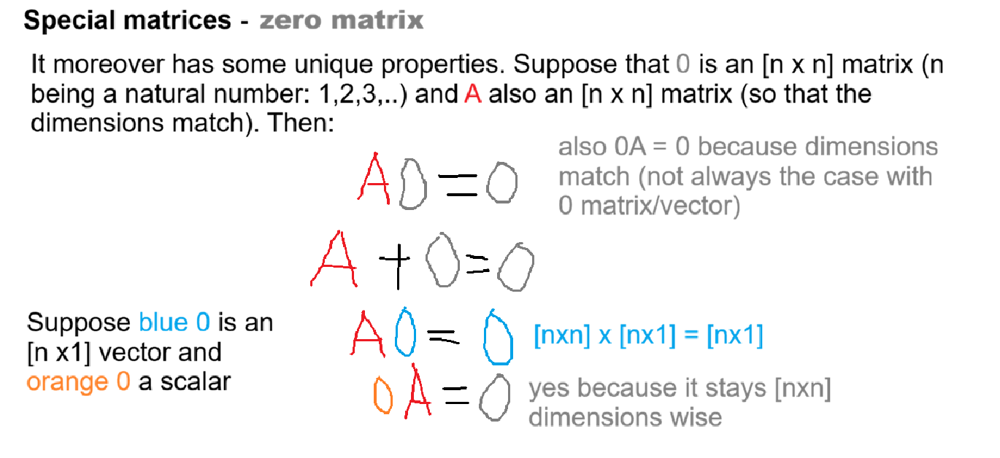 Special matrices - zero matrix
It moreover has some unique properties. Suppose that 0 is an [n x n] matrix (n
being a natural number: 1,2,3,..) and A also an [n x n] matrix (so that the
dimensions match). Then:
A0=0
also 0A = 0 because dimensions
match (not always the case with
0 matrix/vector)
A + 0=0
Suppose blue 0 is an
[n x1] vector and
orange 0 a scalar
A0= 0
[nxn] x [nx1] = [nx1]
0A=0
yes because it stays [nxn]
dimensions wise